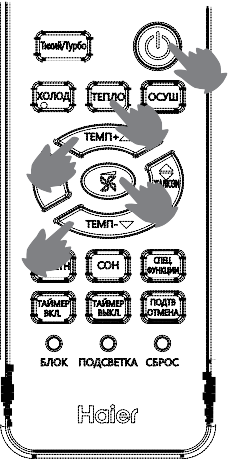 Тихий/Турбо
ХОЛОД ТЕПЛО ОСУШ
ТЕМП+
ТЕМП-
СОН СПЕЦ.
ФУНКЦИИ
ТАЙМЕР ТАЙМЕР ПОДТВ
ВКЛ. ВЫКЛ. ОТМЕНА
БЛОК ПОДСВЕТКА СБРОС
Haier